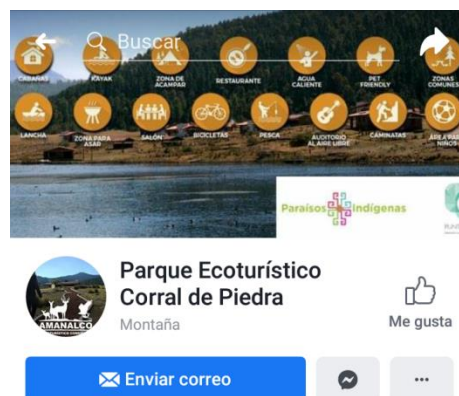 Buscar
CABAÑAS
KAYAK
ZONA DE
ACAMPAR
RESTAURANTE
AGUA
CALIENTE
PET
FRIENDLY
ZONAS
COMUNES
LANCHA
ZONA PARA
ASAR
SALÓN
BICICLETAS
PESCA
AUDITORIO
AL AIRE LIBRE
CAMINATAS
ÁREA PAR
NIÑOS
Paraísos Indígenas
AMANALCO
Parque Ecoturístico
Corral de Piedra
Montaña
Me gusta
Enviar correo